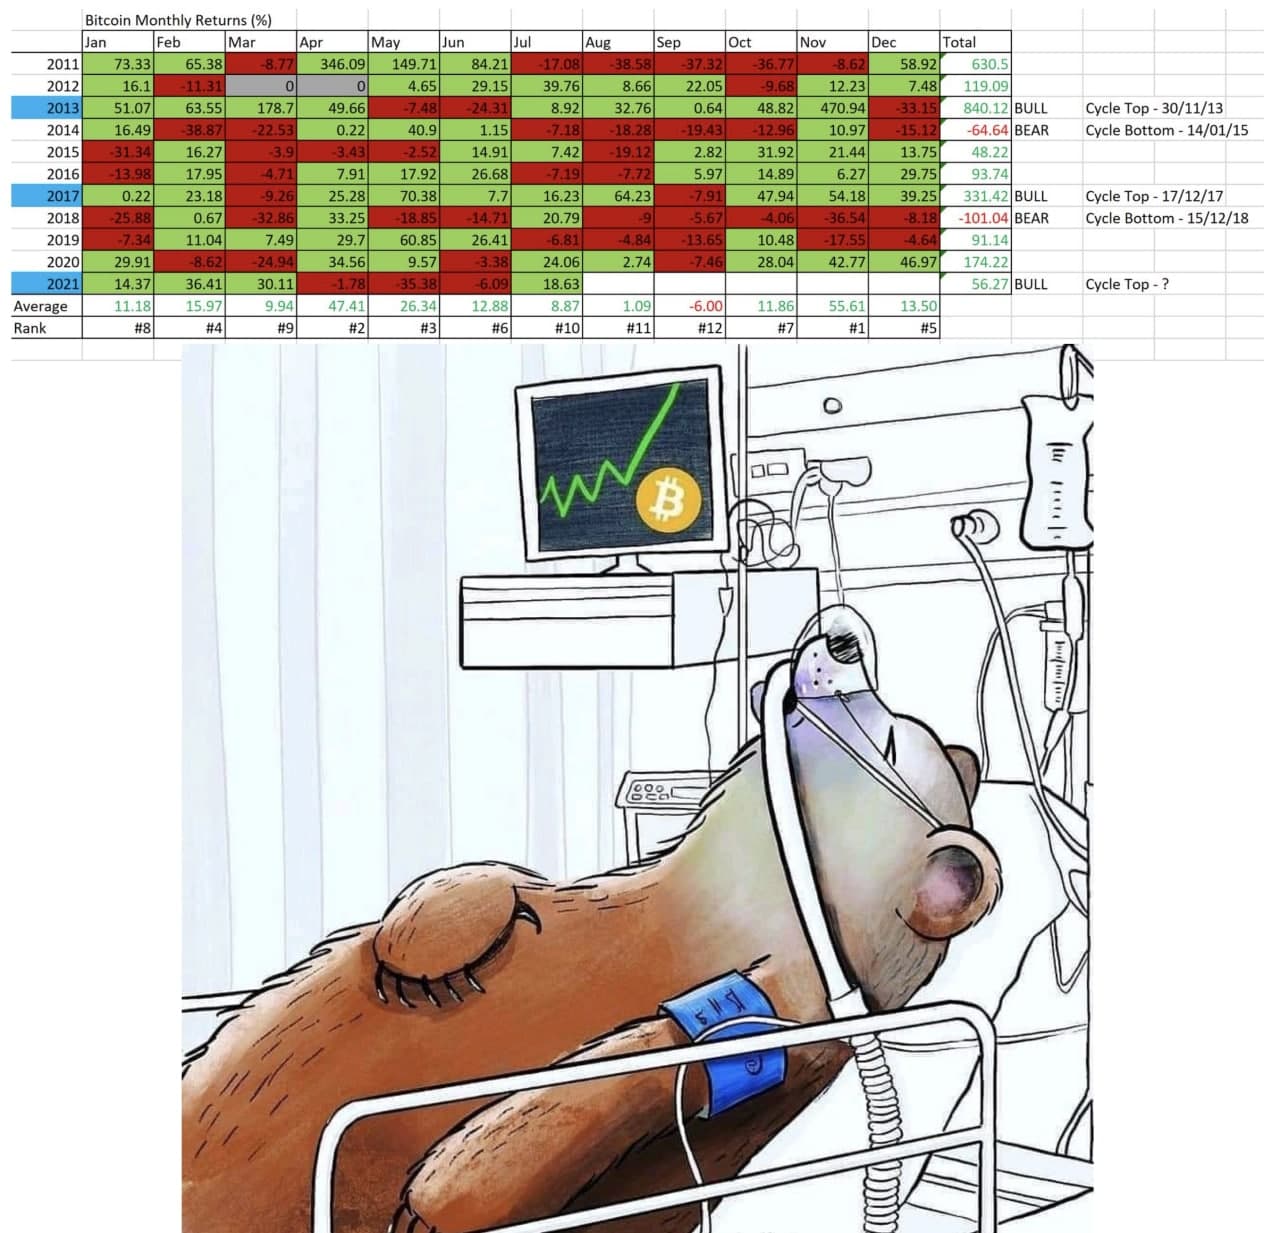 Bitcoin Monthly Returns (%)
Jan Feb Mar Apr May Jun Jul Aug Sep Oct Nov Dec Total
2011 73.33 65.38 -8.77 346.09 149.71 84.21 -17.08 -38.58 -37.32 -36.77 -8.62 58.92 630.5
2012 16.1 -11.31 0 0 4.65 29.15 39.76 8.66 22.05 -9.68 12.23 7.48 119.09
2013 51.07 63.55 178.7 49.66 -7.48 -24.31 8.92 32.76 0.64 48.82 470.94 -33.15 840.12 BULL Cycle Top - 30/11/13
2014 16.49 -38.87 -22.53 0.22 40.9 1.15 -7.18 -18.28 -19.43 -12.96 10.97 -15.12 -64.64 BEAR Cycle Bottom - 14/01/15
2015 -31.34 16.27 -3.9 -3.43 -2.52 14.91 7.42 -19.12 2.82 31.92 21.44 13.75 48.22
2016 -13.98 17.95 -4.71 7.91 17.92 26.68 -7.19 -7.72 5.97 14.89 6.27 29.75 93.74
2017 0.22 23.18 -9.26 25.28 70.38 7.7 16.23 64.23 -7.91 47.94 54.18 39.25 331.42 BULL Cycle Top - 17/12/17
2018 -25.88 0.67 -32.86 33.25 -18.85 -14.71 20.79 -9 -5.67 -4.06 -36.54 -8.18 -101.04 BEAR Cycle Bottom - 15/12/18
2019 -7.34 11.04 7.49 29.7 60.85 26.41 -6.81 -4.84 -13.65 10.48 -17.55 -4.64 91.14
2020 29.91 -8.62 -24.94 34.56 9.57 -3.38 24.06 2.74 -7.46 28.04 42.77 46.97 174.22
2021 14.37 36.41 30.11 -1.78 -35.38 -6.09 18.63 56.27 BULL Cycle Top - ?
Average 11.18 15.97 9.94 47.41 26.34 12.88 8.87 1.09 -6.00 11.86 55.61 13.50
Rank #8 #4 #9 #2 #3 #6 #10 #11 #12 #7 #1 #5